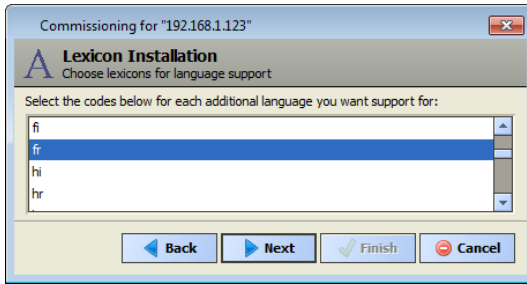 Commissioning for "192.168.1.123"
Lexicon Installation
Choose lexicons for language support
Select the codes below for each additional language you want support for:
fi
fr
hi
hr
Back Next Finish Cancel